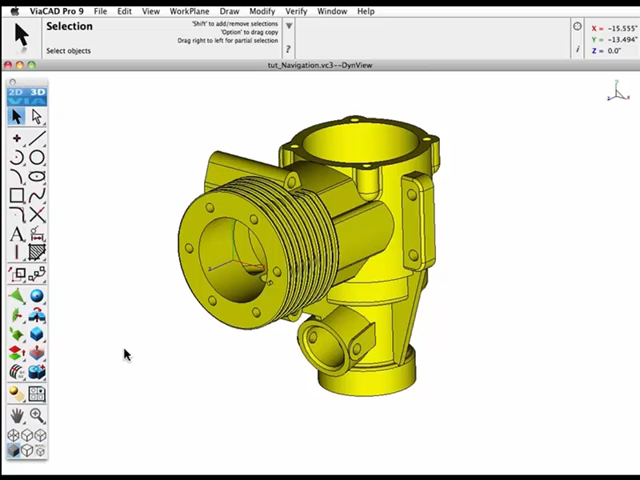 ViaCAD Pro 9 File Edit View WorkPlane Draw Modify Verify Window Help
Selection
'Shift' to add/remove selections
'Option' to drag copy
Drag right to left for partial selection
Select objects
?
i
X = -15.555"
Y = -13.494"
Z = 0.0"
tut_Navigation.vc3--DynView
2D 3D
VIA
A